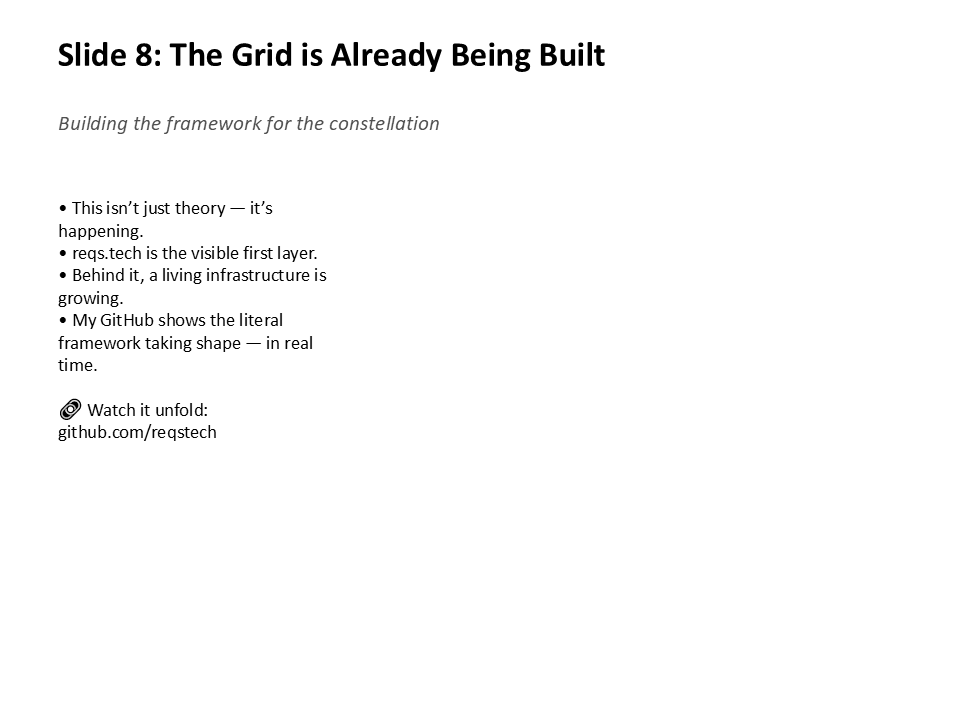 Slide 8: The Grid is Already Being Built
Building the framework for the constellation
• This isn’t just theory — it’s
happening.
• reqs.tech is the visible first layer.
• Behind it, a living infrastructure is
growing.
• My GitHub shows the literal
framework taking shape — in real
time.
🔗 Watch it unfold:
github.com/reqstech